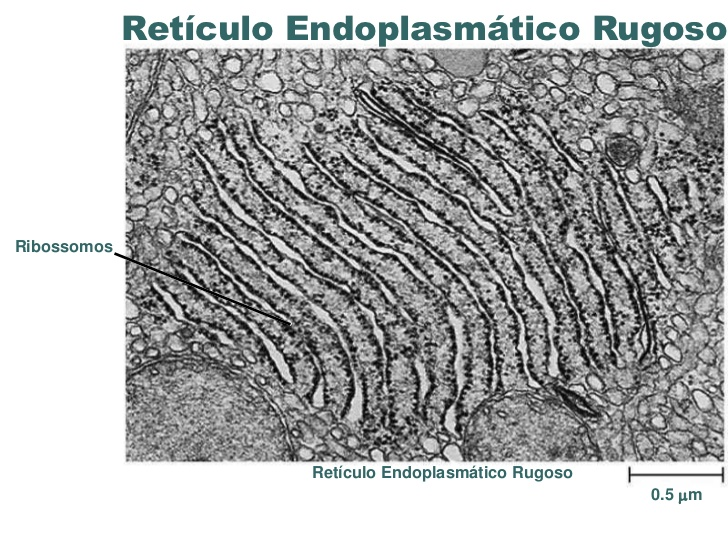 Retículo Endoplasmático Rugoso
Ribossomos
Retículo Endoplasmático Rugoso
0.5 μm